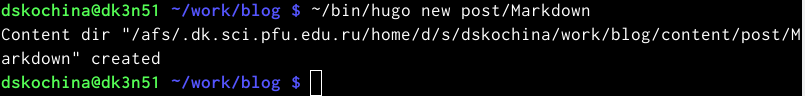 dskochina@dk3n51 ~/work/blog $ ~/bin/hugo new post/Markdown
Content dir "/afs/.dk.sci.pfu.edu.ru/home/d/s/dskochina/work/blog/content/post/M
arkdown" created
dskochina@dk3n51 ~/work/blog $